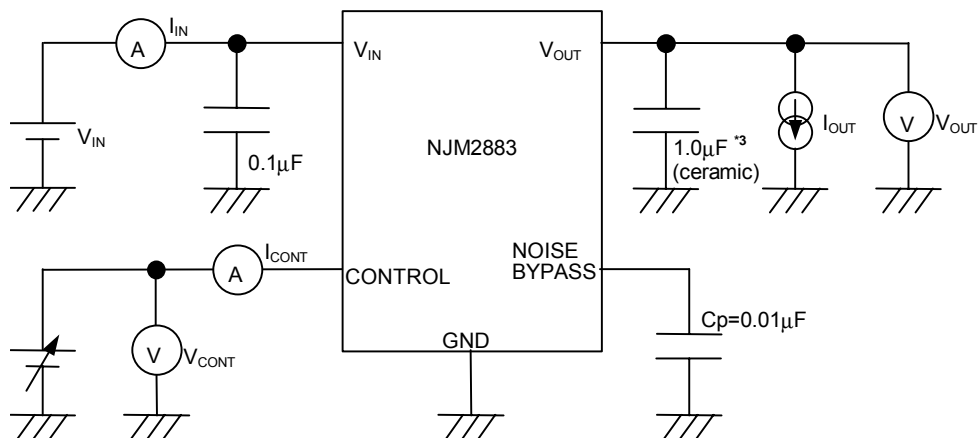 I_IN
A
V_IN
V_OUT
V_IN
0.1μF
NJM2883
1.0μF *3
(ceramic)
I_OUT
V
V_OUT
I_CONT
A
CONTROL
NOISE
BYPASS
V
V_CONT
GND
Cp=0.01μF